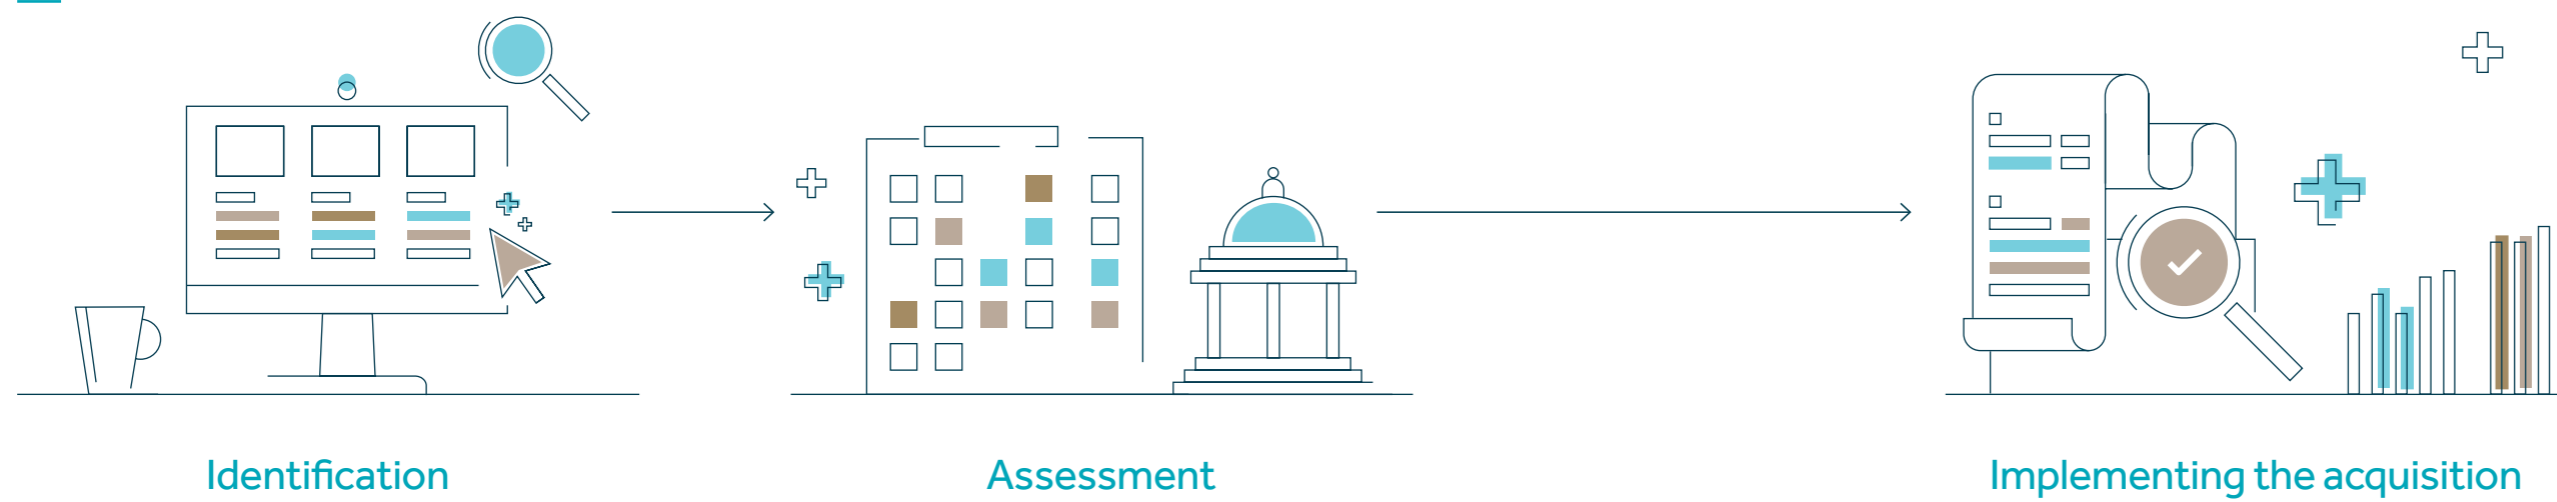 Identification
Assessment
Implementing the acquisition